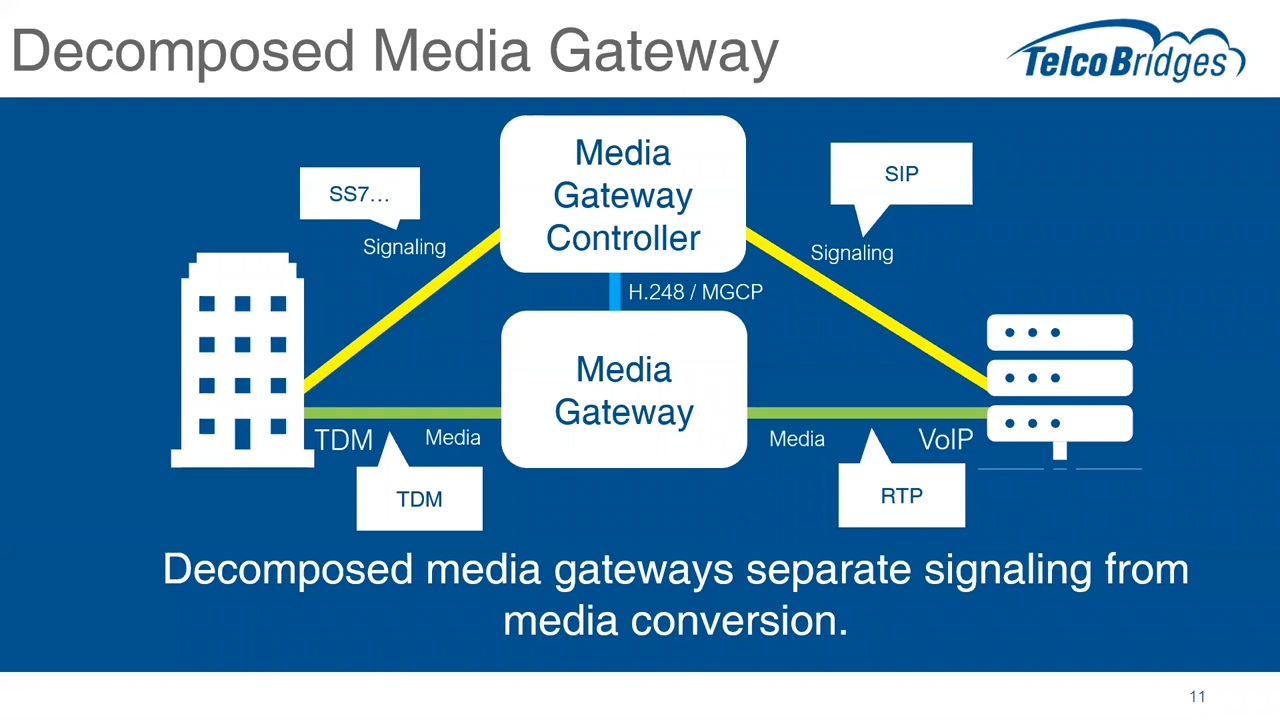 Decomposed Media Gateway
TelcoBridges
Media
Gateway
Controller
SS7...
SIP
Signaling
Signaling
H.248 / MGCP
Media
Gateway
TDM
Media
Media
VoIP
TDM
RTP
Decomposed media gateways separate signaling from
media conversion.
11